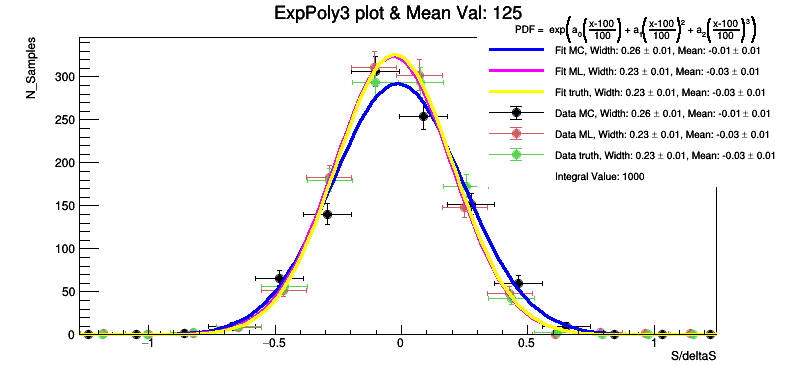 ExpPoly3 plot & Mean Val: 125
PDF = exp(a₀(x-100/100) + a₁(x-100/100)² + a₂(x-100/100)³)
Fit MC, Width: 0.26 ± 0.01, Mean: -0.01 ± 0.01
Fit ML, Width: 0.23 ± 0.01, Mean: -0.03 ± 0.01
Fit truth, Width: 0.23 ± 0.01, Mean: -0.03 ± 0.01
Data MC, Width: 0.26 ± 0.01, Mean: -0.01 ± 0.01
Data ML, Width: 0.23 ± 0.01, Mean: -0.03 ± 0.01
Data truth, Width: 0.23 ± 0.01, Mean: -0.03 ± 0.01
Integral Value: 1000
N_Samples
300
250
200
150
100
50
0
−1 −0.5 0 0.5 1
S/deltaS